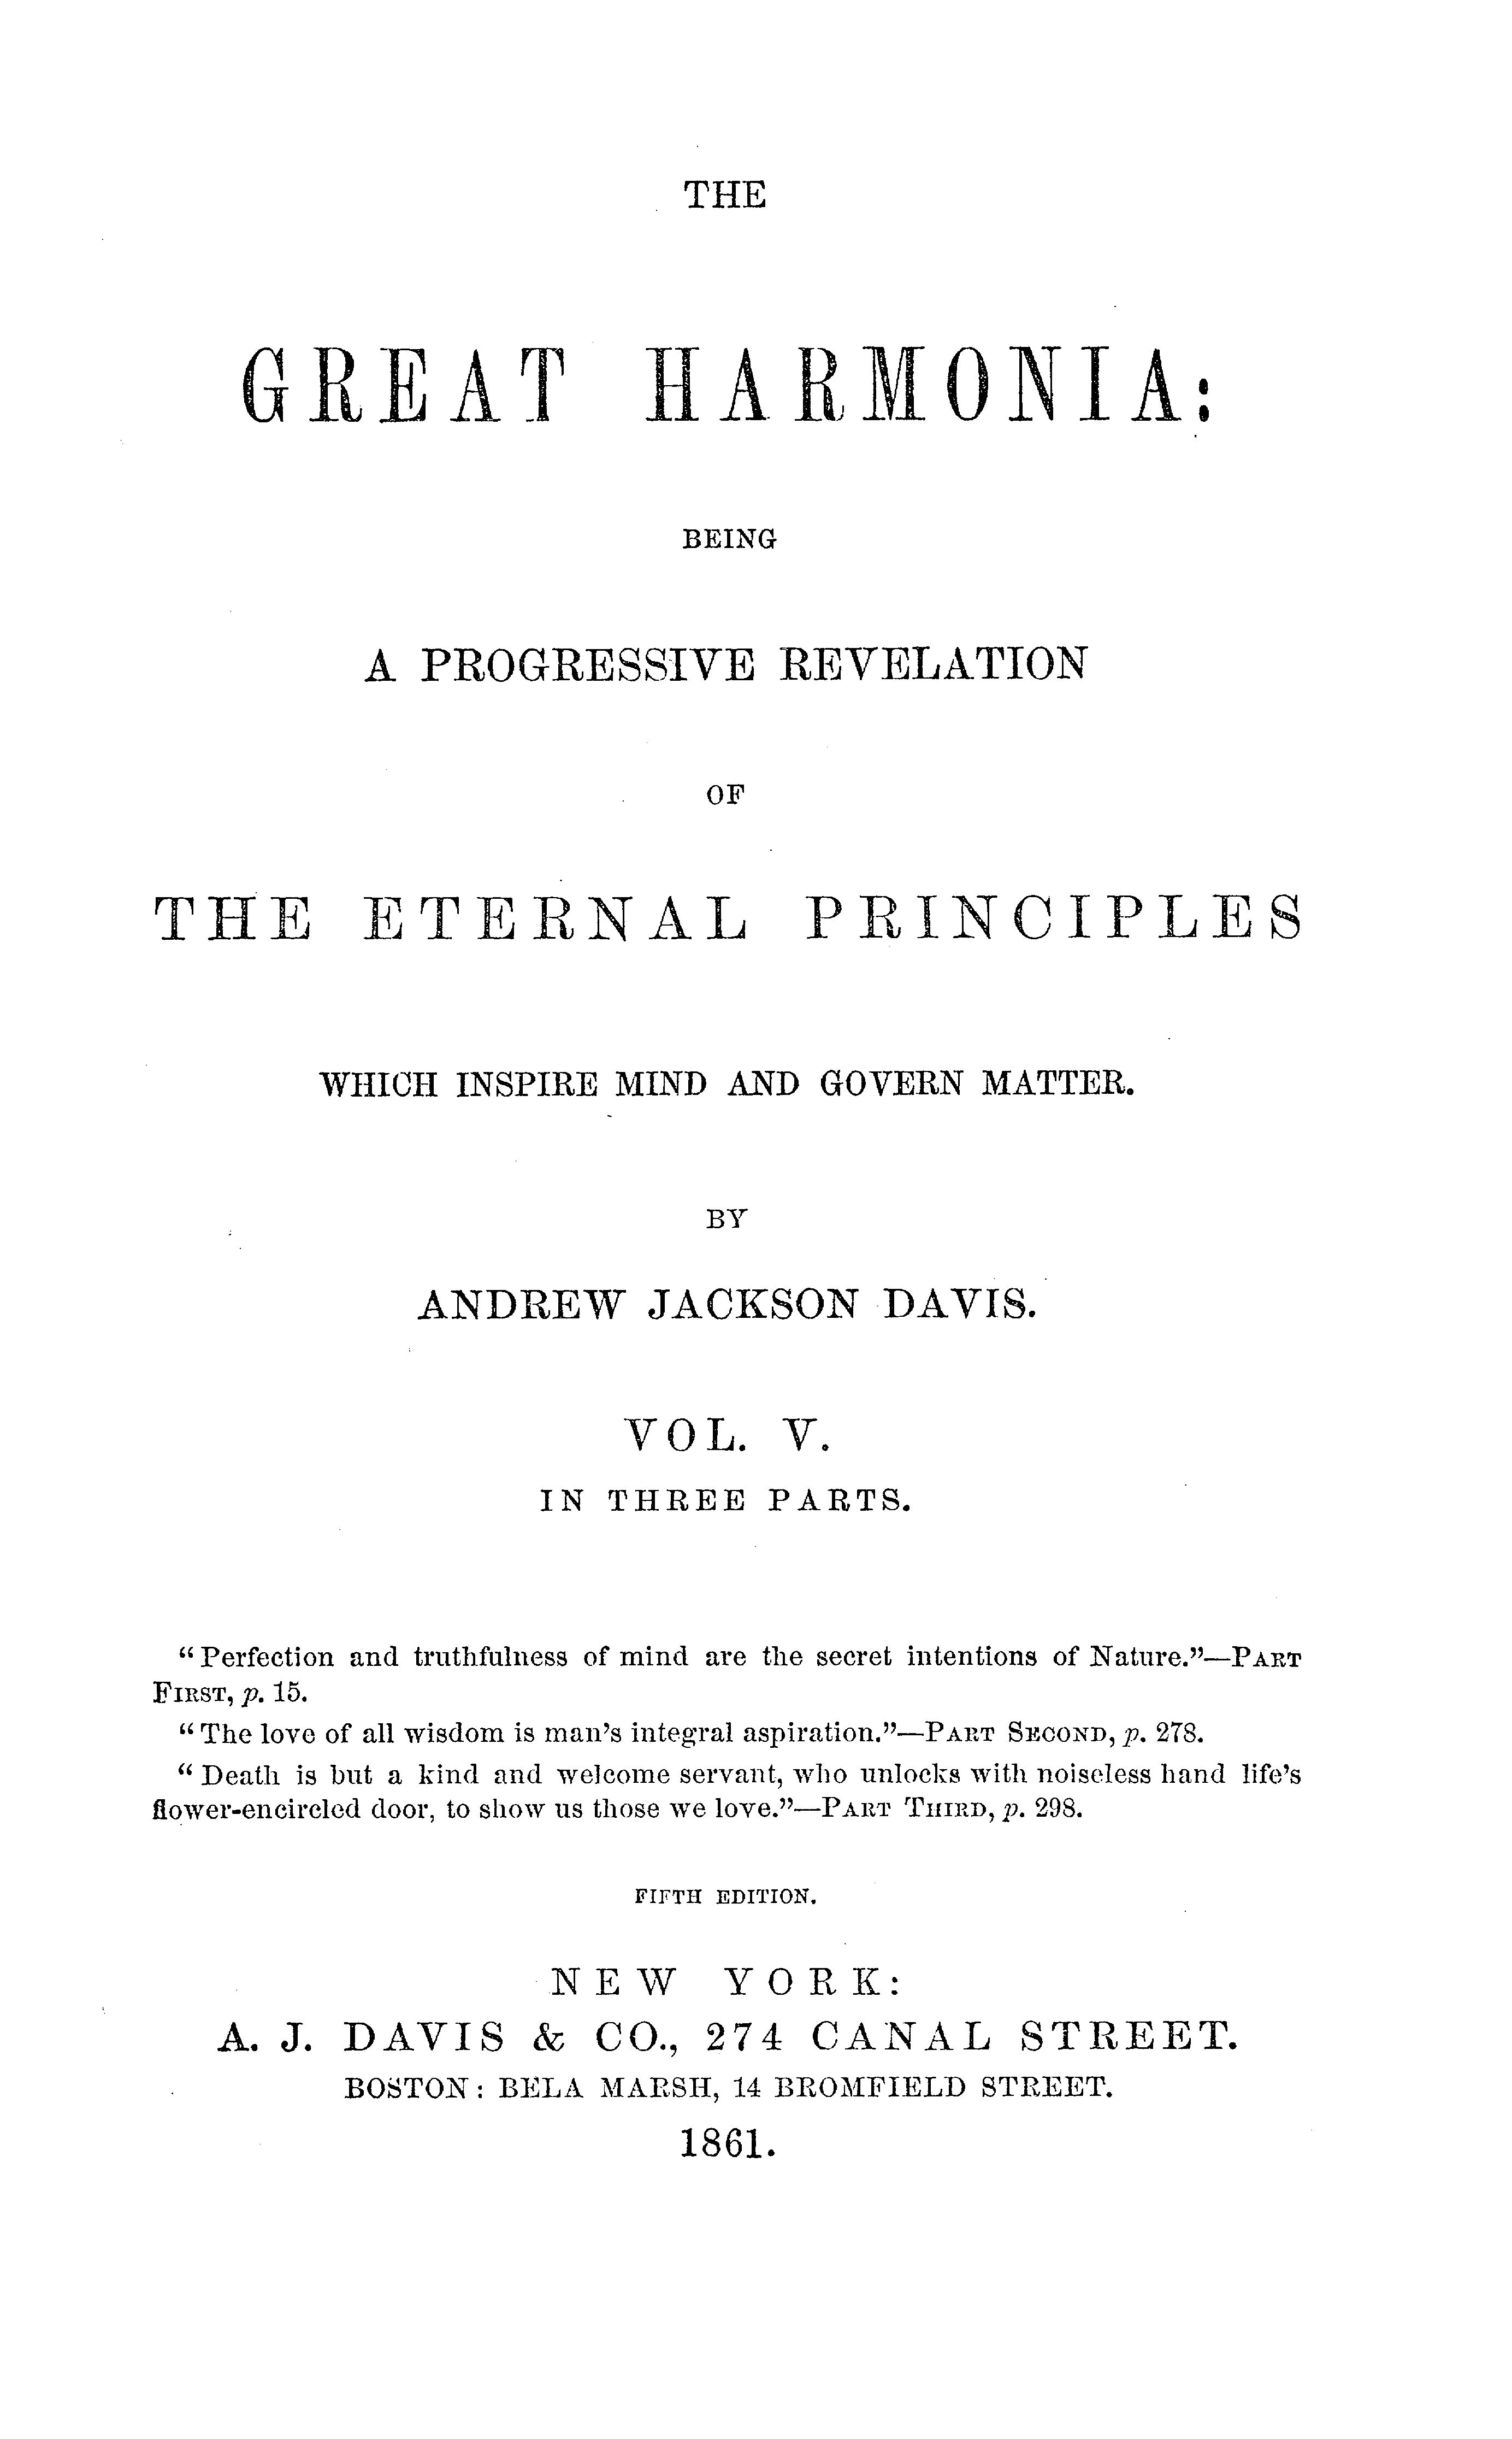 THE
GREAT HARMONIA:
BEING
A PROGRESSIVE REVELATION
OF
THE ETERNAL PRINCIPLES
WHICH INSPIRE MIND AND GOVERN MATTER.
BY
ANDREW JACKSON DAVIS.
VOL. V.
IN THREE PARTS.
“Perfection and truthfulness of mind are the secret intentions of Nature.”—PART
FIRST, p. 15.
“The love of all wisdom is man’s integral aspiration.”—PART SECOND, p. 278.
“Death is but a kind and welcome servant, who unlocks with noiseless hand life’s
flower-encircled door, to show us those we love.”—PART THIRD, p. 298.
FIFTH EDITION.
NEW YORK:
A. J. DAVIS & CO., 274 CANAL STREET.
BOSTON: BELA MARSH, 14 BROMFIELD STREET.
1861.